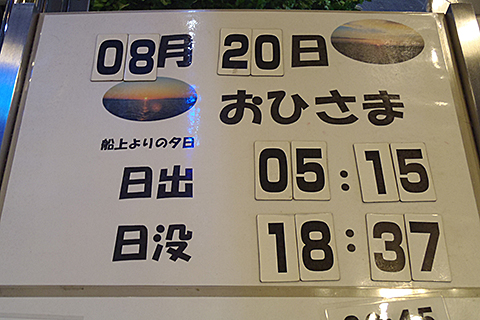 08月 20日
おひさま
船上よりの夕日
日出 05:15
日没 18:37